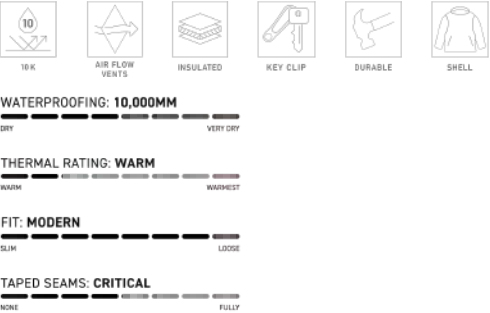 10
10K
AIR FLOW
VENTS
INSULATED
KEY CLIP
DURABLE
SHELL
WATERPROOFING: 10,000MM
DRY VERY DRY
THERMAL RATING: WARM
WARM WARMEST
FIT: MODERN
SLIM LOOSE
TAPED SEAMS: CRITICAL
NONE FULLY